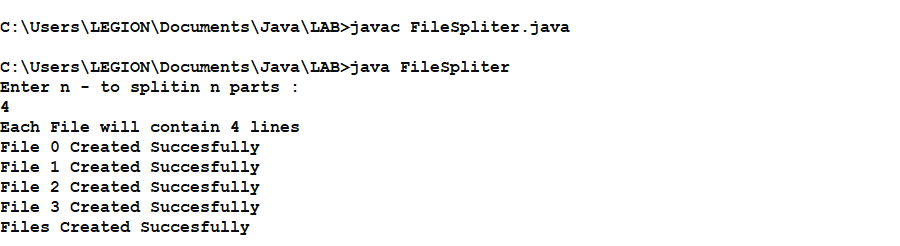 C:\Users\LEGION\Documents\Java\LAB>javac FileSpliter.java
C:\Users\LEGION\Documents\Java\LAB>java FileSpliter
Enter n - to splitin n parts :
4
Each File will contain 4 lines
File 0 Created Succesfully
File 1 Created Succesfully
File 2 Created Succesfully
File 3 Created Succesfully
Files Created Succesfully